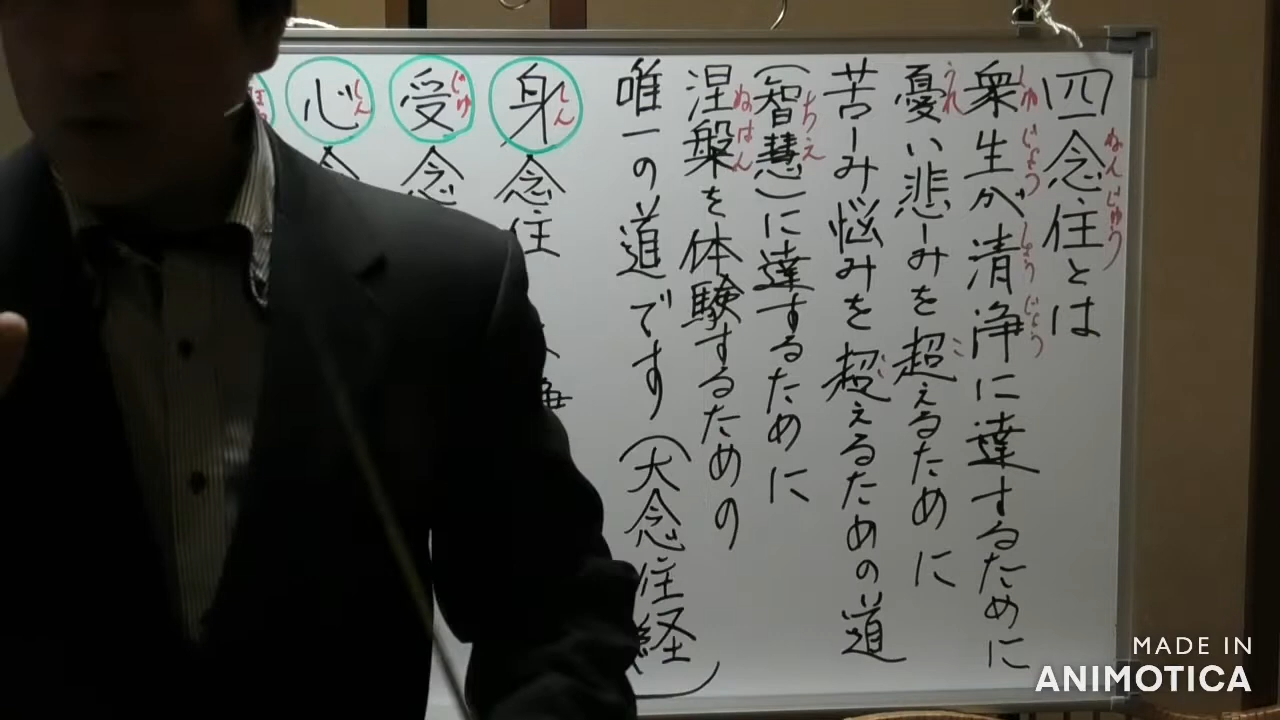 四念住とは
ねんじゅう
衆生が清浄に達するために
しゅじょう しょうじょう
憂い悲しみを超えるために
うれ こ
苦しみ悩みを超えるための道
こ
(智慧)に達するために
ちえ
涅槃を体験するための
ねはん
唯一の道です(大念住経)
身念住
しん
受念
じゅ
心念
しん
MADE IN
ANIMOTICA